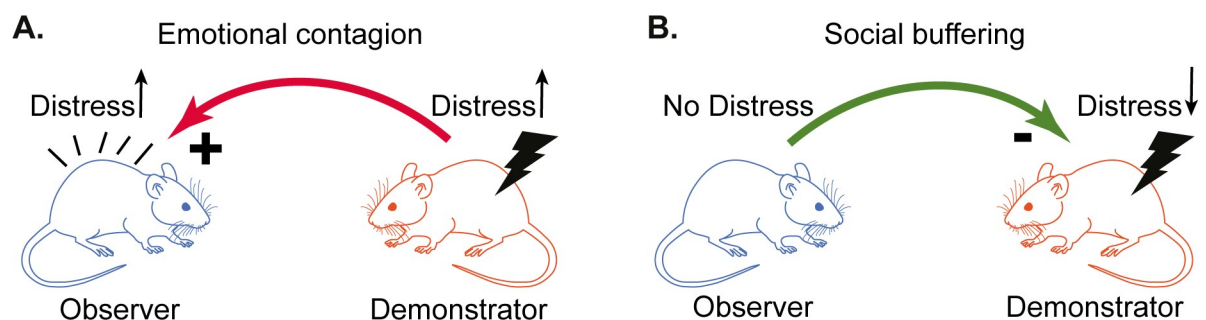 A.
Emotional contagion
Distress
Distress
+
Observer
Demonstrator
B.
Social buffering
No Distress
Distress
-
Observer
Demonstrator